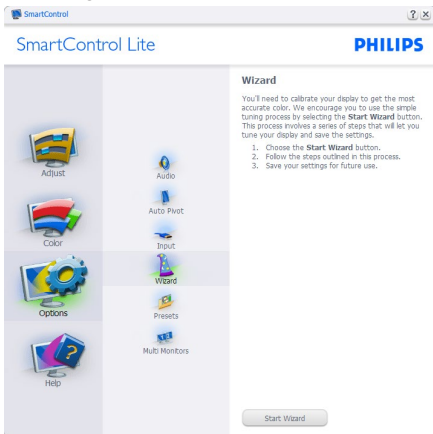 SmartControl
? x
SmartControl Lite
PHILIPS
Adjust
Color
Options
Help
Audio
Auto Pivot
Input
Wizard
Presets
Multi Monitors
Wizard
You'll need to calibrate your display to get the most
accurate color. We encourage you to use the simple
tuning process by selecting the Start Wizard button.
This process involves a series of steps that will let you
tune your display and save the settings.
1. Choose the Start Wizard button.
2. Follow the steps outlined in this process.
3. Save your settings for future use.
Start Wizard